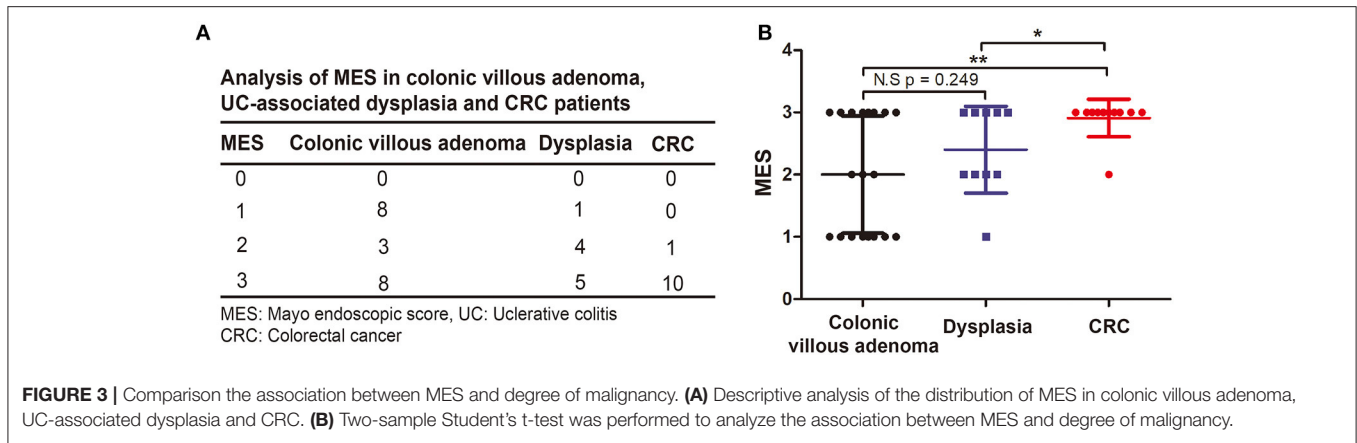 A
Analysis of MES in colonic villous adenoma,
UC-associated dysplasia and CRC patients
MES Colonic villous adenoma Dysplasia CRC
0 0 0 0
1 8 1 0
2 3 4 1
3 8 5 10
MES: Mayo endoscopic score, UC: Uclerative colitis
CRC: Colorectal cancer
B
*
**
N.S p = 0.249
4
3
2
1
0
MES
Colonic
villous adenoma
Dysplasia
CRC
FIGURE 3 | Comparison the association between MES and degree of malignancy. (A) Descriptive analysis of the distribution of MES in colonic villous adenoma,
UC-associated dysplasia and CRC. (B) Two-sample Student's t-test was performed to analyze the association between MES and degree of malignancy.